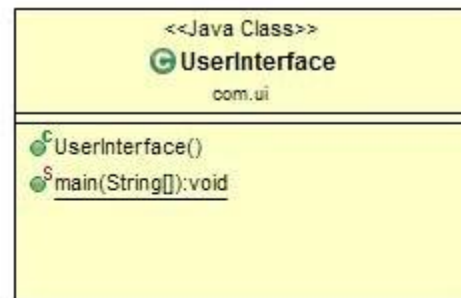 <<Java Class>>
C UserInterface
com.ui
C UserInterface()
S main(String[]):void